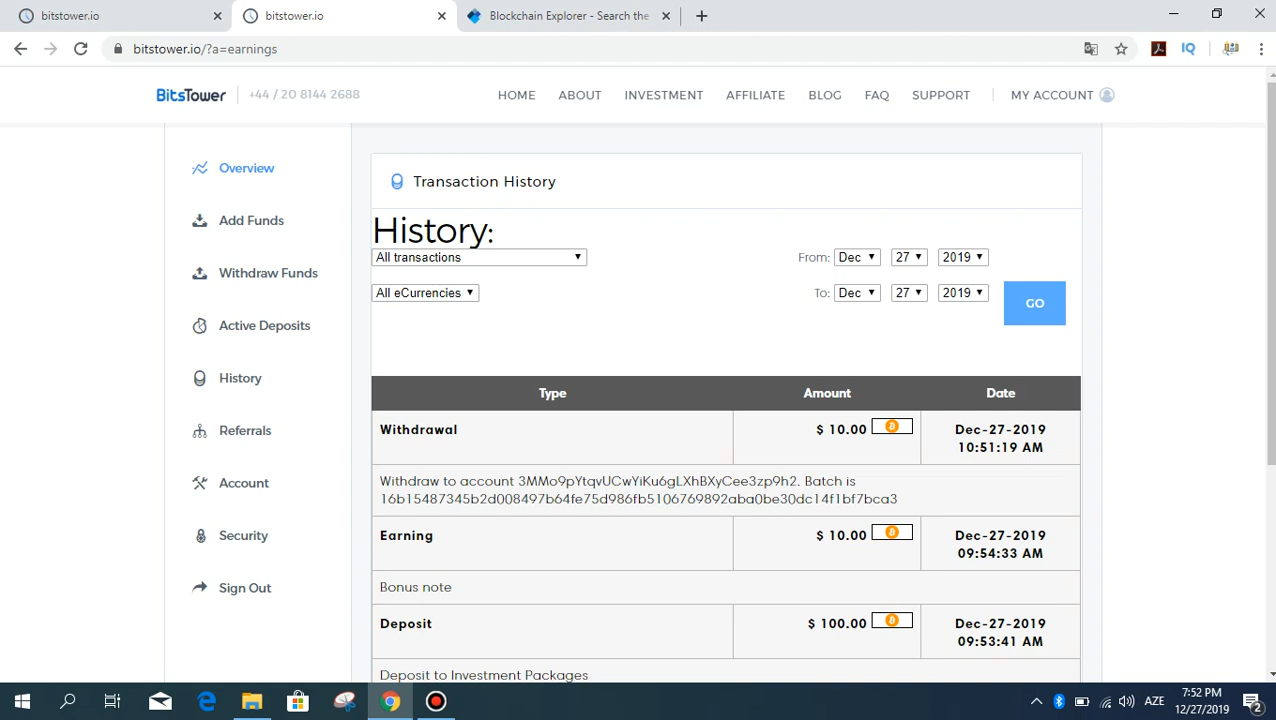 bitstower.io
bitstower.io
Blockchain Explorer - Search the
bitstower.io/?a=earnings
IQ
BitsTower
+44 / 20 8144 2688
HOME ABOUT INVESTMENT AFFILIATE BLOG FAQ SUPPORT MY ACCOUNT
Overview
Add Funds
Withdraw Funds
Active Deposits
History
Referrals
Account
Security
Sign Out
Transaction History
History:
All transactions
From: Dec 27 2019
All eCurrencies
To: Dec 27 2019
GO
Type Amount Date
Withdrawal $ 10.00 Dec-27-2019
10:51:19 AM
Withdraw to account 3MMo9pYtqvUCwYiKu6gLXhBXyCee3zp9h2. Batch is
16b15487345b2d008497b64fe75d986fb5106769892aba0be30dc14f1bf7bca3
Earning $ 10.00 Dec-27-2019
09:54:33 AM
Bonus note
Deposit $ 100.00 Dec-27-2019
09:53:41 AM
Deposit to Investment Packages
AZE
7:52 PM
12/27/2019
2